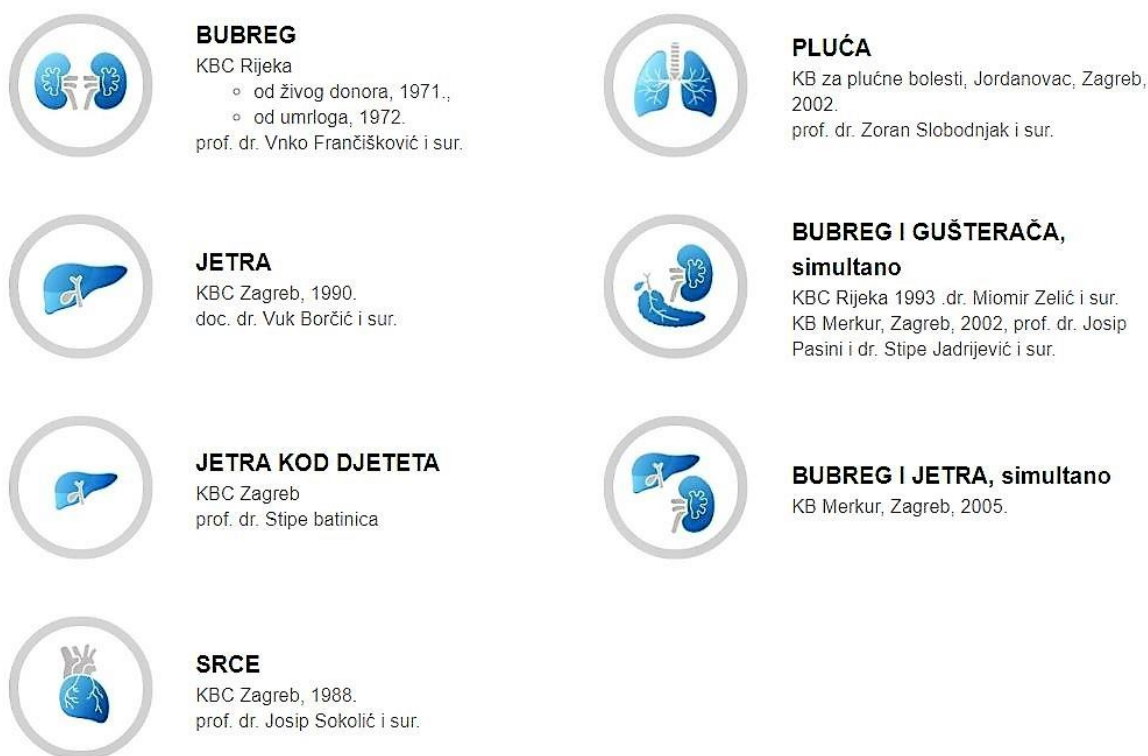 BUBREG
KBC Rijeka
od živog donora, 1971.,
od umrloga, 1972.
prof. dr. Vnko Frančišković i sur.
JETRA
KBC Zagreb, 1990.
doc. dr. Vuk Borčić i sur.
JETRA KOD DJETETA
KBC Zagreb
prof. dr. Stipe batinica
SRCE
KBC Zagreb, 1988.
prof. dr. Josip Sokolić i sur.
PLUĆA
KB za plućne bolesti, Jordanovac, Zagreb,
2002.
prof. dr. Zoran Slobodnjak i sur.
BUBREG I GUŠTERAČA,
simultano
KBC Rijeka 1993 .dr. Miomir Zelić i sur.
KB Merkur, Zagreb, 2002, prof. dr. Josip
Pasini i dr. Stipe Jadrijević i sur.
BUBREG I JETRA, simultano
KB Merkur, Zagreb, 2005.